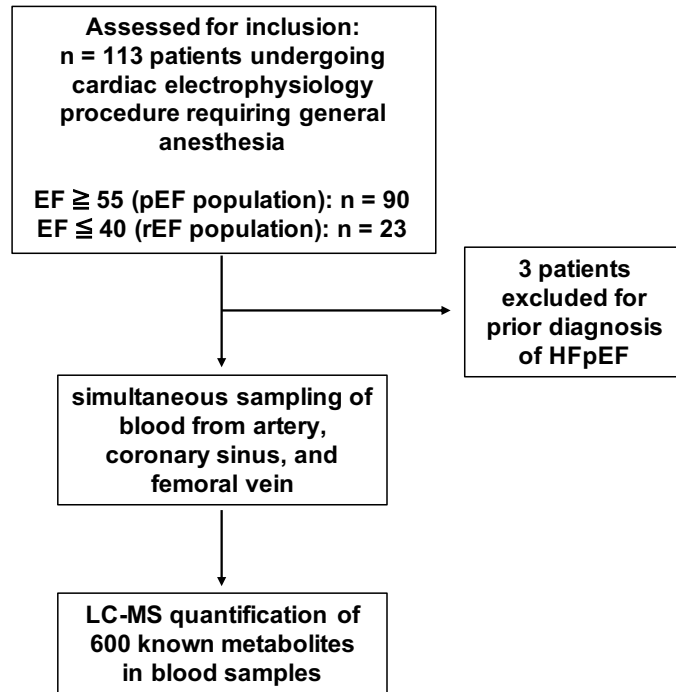 Assessed for inclusion:
n = 113 patients undergoing
cardiac electrophysiology
procedure requiring general
anesthesia
EF ≧ 55 (pEF population): n = 90
EF ≦ 40 (rEF population): n = 23
3 patients
excluded for
prior diagnosis
of HFpEF
simultaneous sampling of
blood from artery,
coronary sinus, and
femoral vein
LC-MS quantification of
600 known metabolites
in blood samples